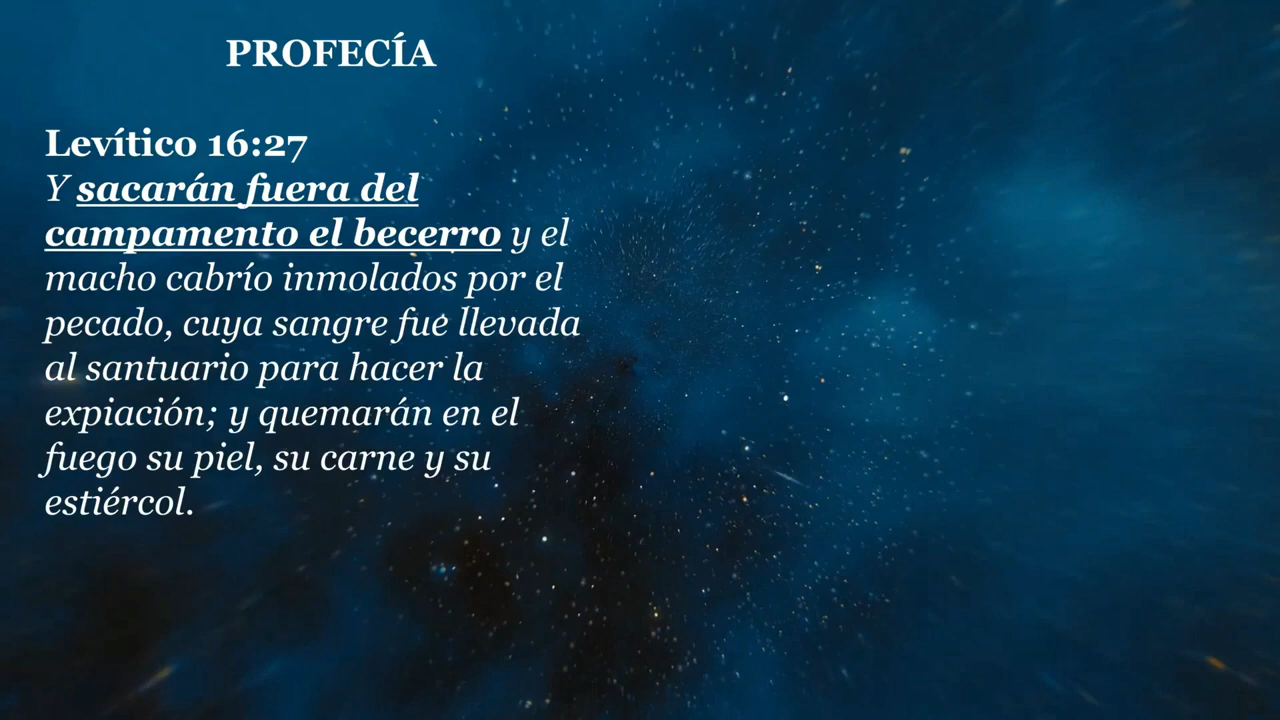 PROFECÍA
Levítico 16:27
Y sacarán fuera del
campamento el becerro y el
macho cabrío inmolados por el
pecado, cuya sangre fue llevada
al santuario para hacer la
expiación; y quemarán en el
fuego su piel, su carne y su
estiércol.